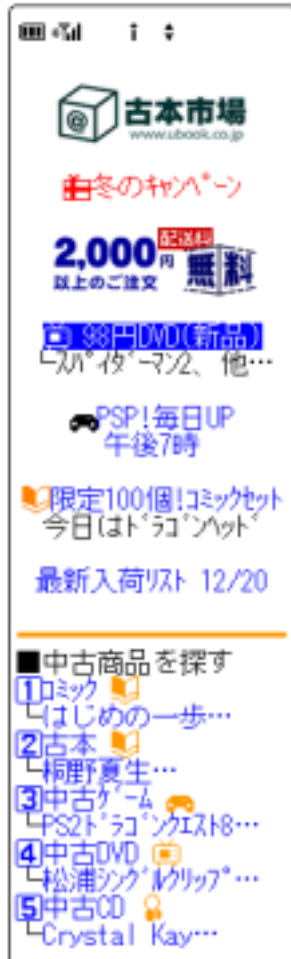 古本市場
www.ubook.co.jp
冬のｷｬﾝﾍﾟｰﾝ
2,000円
以上のご注文
配送料
無料
98円DVD(新品)
└ｽﾊﾟｲﾀﾞｰﾏﾝ2、他…
PSP!毎日UP
午後7時
限定100個!ｺﾐｯｸｾｯﾄ
今日はﾄﾞﾗｺﾞﾝﾍｯﾄﾞ
最新入荷ﾘｽﾄ 12/20
■中古商品を探す
1ｺﾐｯｸ
└はじめの一歩…
2古本
└桐野夏生…
3中古ｹﾞｰﾑ
└PS2ﾄﾞﾗｺﾞﾝｸｴｽﾄ8…
4中古DVD
└松浦ｼﾝｸﾞﾙｸﾘｯﾌﾟ…
5中古CD
└Crystal Kay…